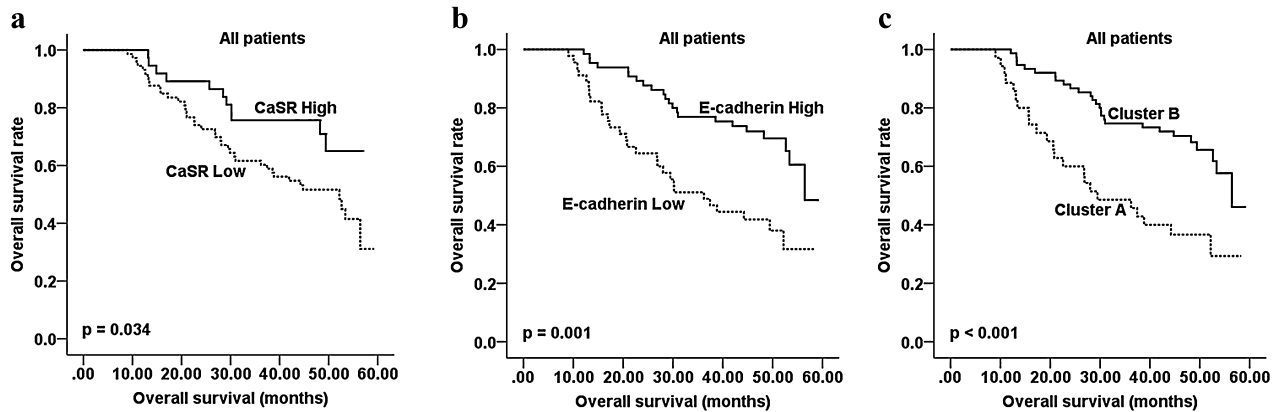 a
All patients
1.0
0.8
0.6
0.4
0.2
0.0
Overall survival rate
CaSR High
CaSR Low
p = 0.034
.00 10.00 20.00 30.00 40.00 50.00 60.00
Overall survival (months)
b
All patients
1.0
0.8
0.6
0.4
0.2
.0.0
Overall survival rate
E-cadherin High
E-cadherin Low
p = 0.001
.00 10.00 20.00 30.00 40.00 50.00 60.00
Overall survival (months)
c
All patients
1.0
0.8
0.6
0.4
0.2
0.0
Overall survival rate
Cluster B
Cluster A
p < 0.001
.00 10.00 20.00 30.00 40.00 50.00 60.00
Overall survival (months)